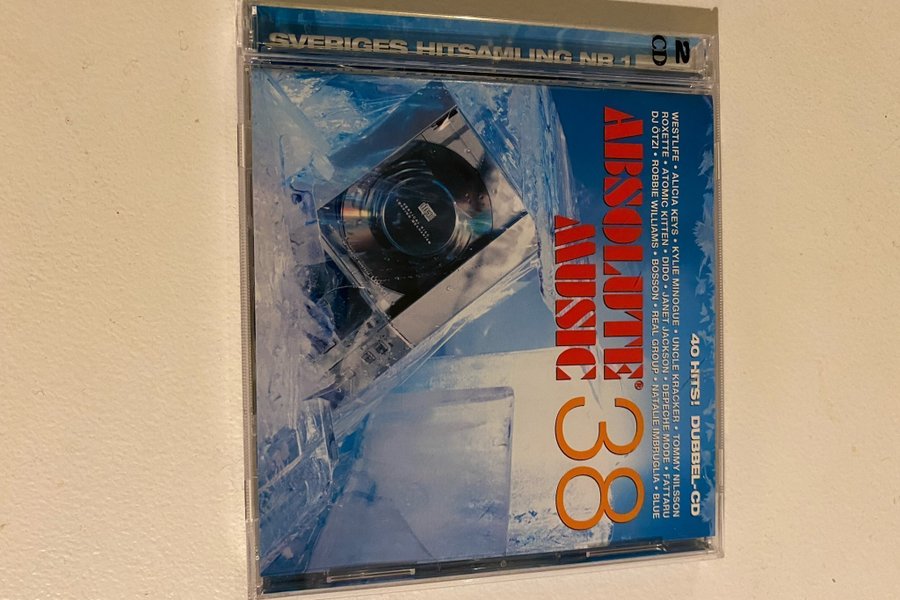 SVERIGES HITSAMLING NR 1
2
CD
40 HITS! DUBBEL-CD
WESTLIFE • ALICIA KEYS • KYLIE MINOGUE • UNCLE KRACKER • TOMMY NILSSON
ROXETTE • ATOMIC KITTEN • DIDO • JANET JACKSON • DEPECHE MODE • FATTARU
DJ ÖTZI • ROBBIE WILLIAMS • BOSSON • REAL GROUP • NATALIE IMBRUGLIA • BLUE
ABSOLUTE® 38
MUSIC